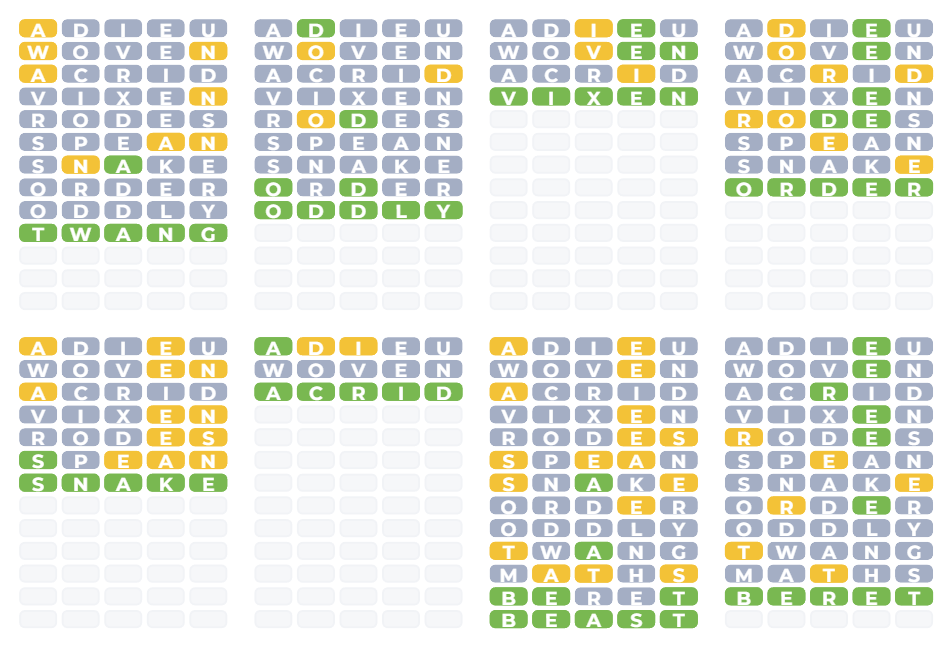 ADIEU
WOVEN
ACRID
VIXEN
RODES
SPEAN
SNAKE
ORDER
ODDLY
TWANG
ADIEU
WOVEN
ACRID
VIXEN
RODES
SPEAN
SNAKE
ORDER
ODDLY
ADIEU
WOVEN
ACRID
VIXEN
ADIEU
WOVEN
ACRID
VIXEN
RODES
SPEAN
SNAKE
ORDER
ADIEU
WOVEN
ACRID
VIXEN
RODES
SPEAN
SNAKE
ADIEU
WOVEN
ACRID
ADIEU
WOVEN
ACRID
VIXEN
RODES
SPEAN
SNAKE
ORDER
ODDLY
TWANG
MATHS
BERET
BEAST
ADIEU
WOVEN
ACRID
VIXEN
RODES
SPEAN
SNAKE
ORDER
ODDLY
TWANG
MATHS
BERET